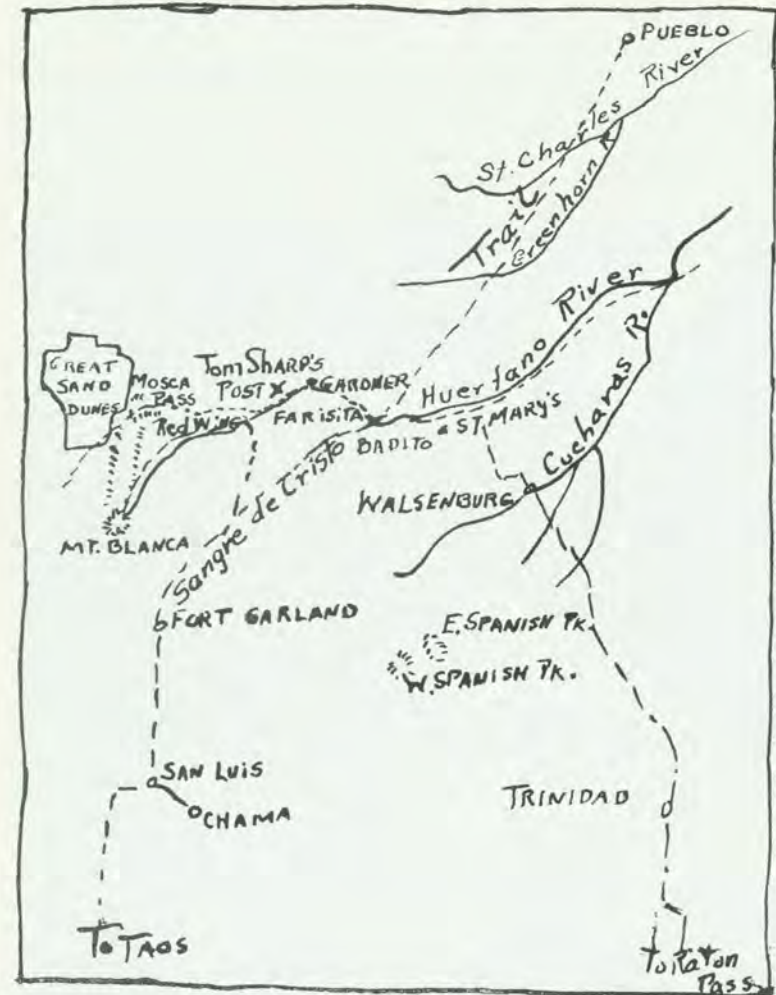 PUEBLO
St. Charles River
Greenhorn R.
Trail
Huerfano River
Cucharas R.
GREAT
SAND
DUNES
MOSCA
PASS
Tom SHARP'S
POST X
GARDNER
Red Wing
FARISITA
BADITO
ST. MARY'S
WALSENBURG
MT. BLANCA
Sangre de Cristo
FORT GARLAND
E. SPANISH PK.
W. SPANISH PK.
SAN LUIS
CHAMA
TRINIDAD
To TAOS
To Raton
Pass